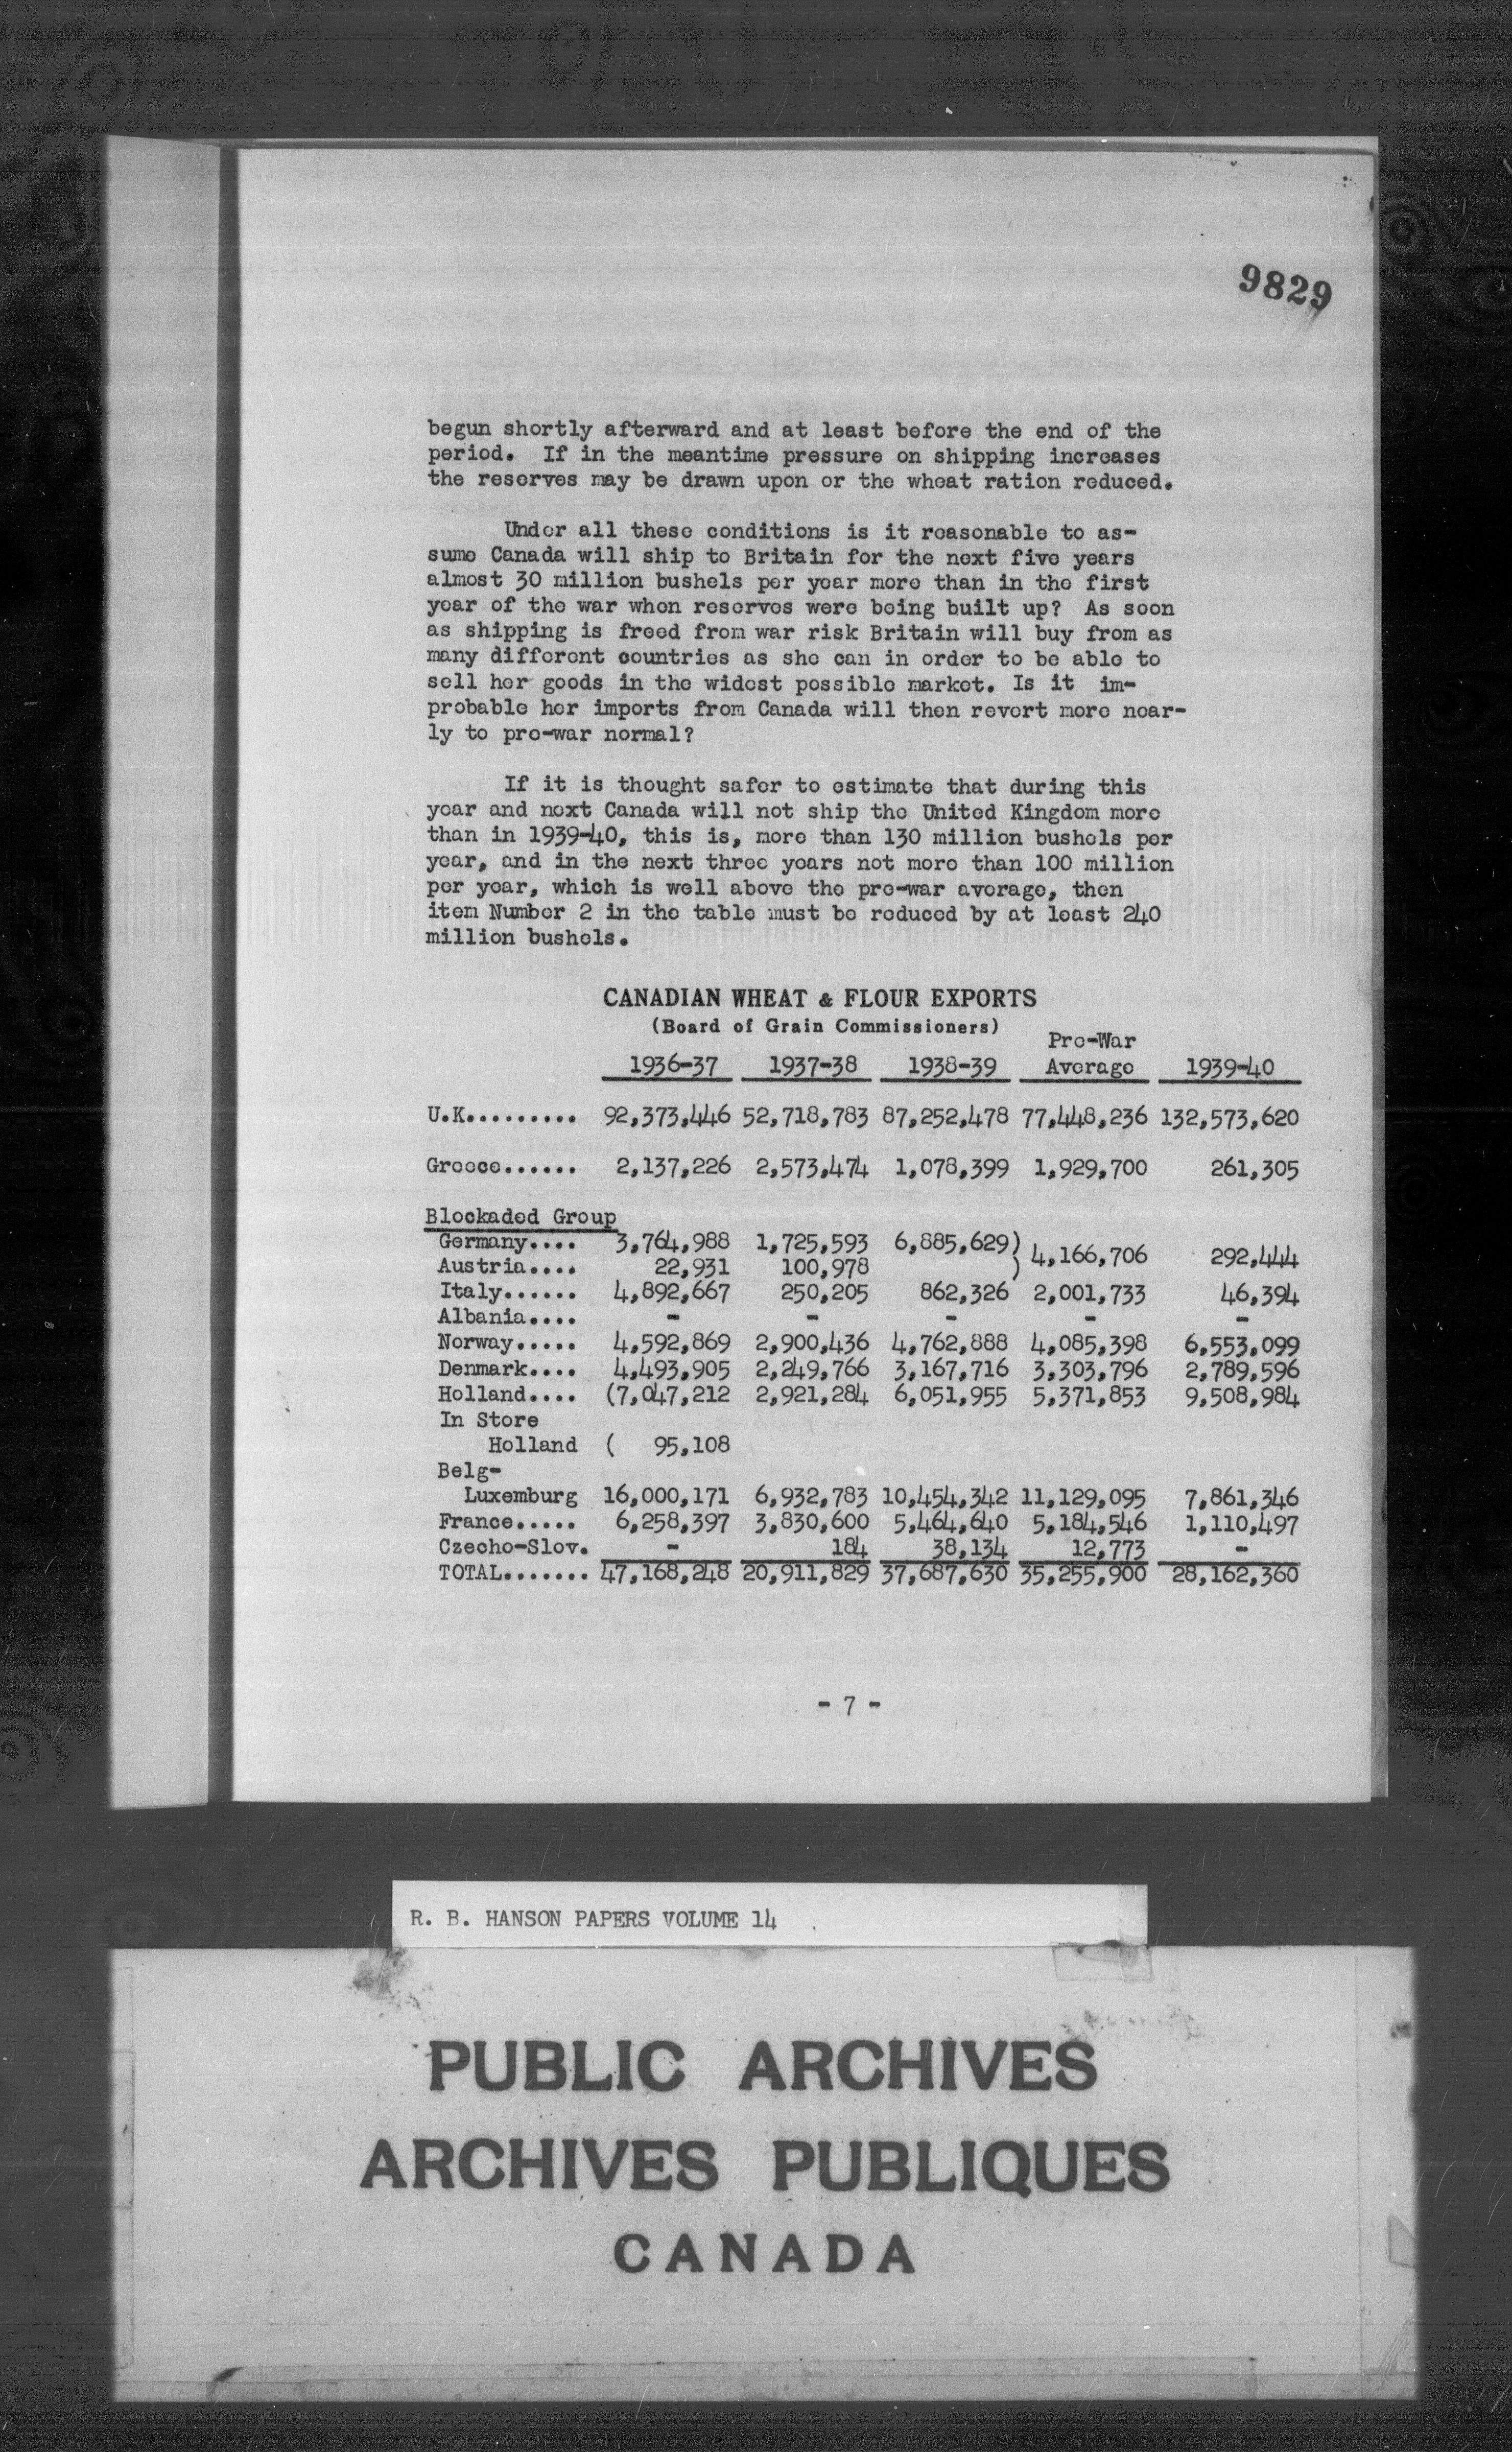 9829
begun shortly afterward and at least before the end of the
period. If in the meantime pressure on shipping increases
the reserves may be drawn upon or the wheat ration reduced.
Under all these conditions is it reasonable to as-
sume Canada will ship to Britain for the next five years
almost 30 million bushels per year more than in the first
year of the war when reserves were being built up? As soon
as shipping is freed from war risk Britain will buy from as
many different countries as she can in order to be able to
sell her goods in the widest possible market. Is it im-
probable her imports from Canada will then revert more near-
ly to pre-war normal?
If it is thought safer to estimate that during this
year and next Canada will not ship the United Kingdom more
than in 1939-40, this is, more than 130 million bushels per
year, and in the next three years not more than 100 million
per year, which is well above the pre-war average, then
item Number 2 in the table must be reduced by at least 240
million bushels.
CANADIAN WHEAT & FLOUR EXPORTS
(Board of Grain Commissioners)
Pre-War
1936-37 1937-38 1938-39 Average 1939-40
U.K......... 92,373,446 52,718,783 87,252,478 77,448,236 132,573,620
Greece...... 2,137,226 2,573,474 1,078,399 1,929,700 261,305
Blockaded Group
Germany.... 3,764,988 1,725,593 6,885,629) 4,166,706 292,444
Austria.... 22,931 100,978 )
Italy...... 4,892,667 250,205 862,326 2,001,733 46,394
Albania.... - - - - -
Norway..... 4,592,869 2,900,436 4,762,888 4,085,398 6,553,099
Denmark.... 4,493,905 2,249,766 3,167,716 3,303,796 2,789,596
Holland.... (7,047,212 2,921,284 6,051,955 5,371,853 9,508,984
In Store
Holland ( 95,108
Belg-
Luxemburg 16,000,171 6,932,783 10,454,342 11,129,095 7,861,346
France..... 6,258,397 3,830,600 5,464,640 5,184,546 1,110,497
Czecho-Slov. - 184 38,134 12,773 -
TOTAL....... 47,168,248 20,911,829 37,687,630 35,255,900 28,162,360
- 7 -
R. B. HANSON PAPERS VOLUME 14
PUBLIC ARCHIVES
ARCHIVES PUBLIQUES
CANADA